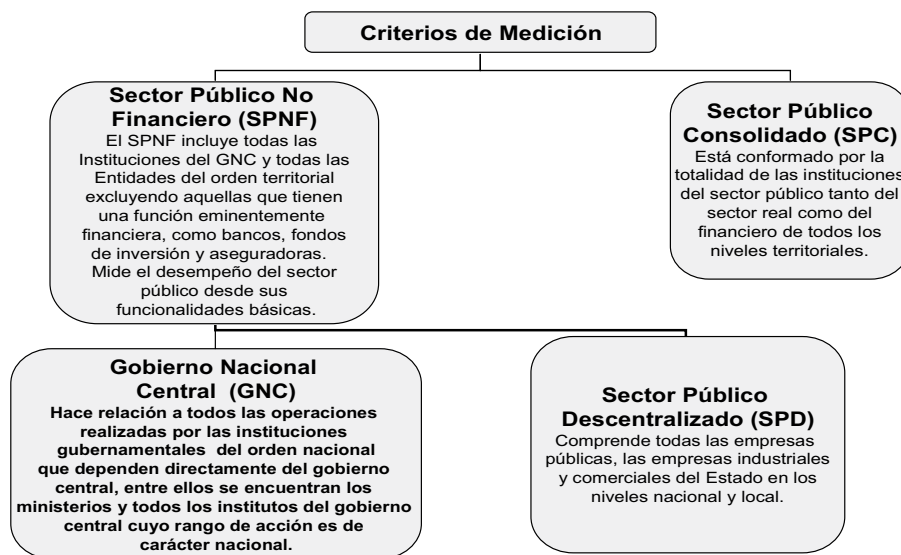 Criterios de Medición
Sector Público No
Financiero (SPNF)
El SPNF incluye todas las
Instituciones del GNC y todas las
Entidades del orden territorial
excluyendo aquellas que tienen
una función eminentemente
financiera, como bancos, fondos
de inversión y aseguradoras.
Mide el desempeño del sector
público desde sus
funcionalidades básicas.
Sector Público
Consolidado (SPC)
Está conformado por la
totalidad de las instituciones
del sector público tanto del
sector real como del
financiero de todos los
niveles territoriales.
Gobierno Nacional
Central (GNC)
Hace relación a todos las operaciones
realizadas por las instituciones
gubernamentales del orden nacional
que dependen directamente del gobierno
central, entre ellos se encuentran los
ministerios y todos los institutos del gobierno
central cuyo rango de acción es de
carácter nacional.
Sector Público
Descentralizado (SPD)
Comprende todas las empresas
públicas, las empresas industriales
y comerciales del Estado en los
niveles nacional y local.